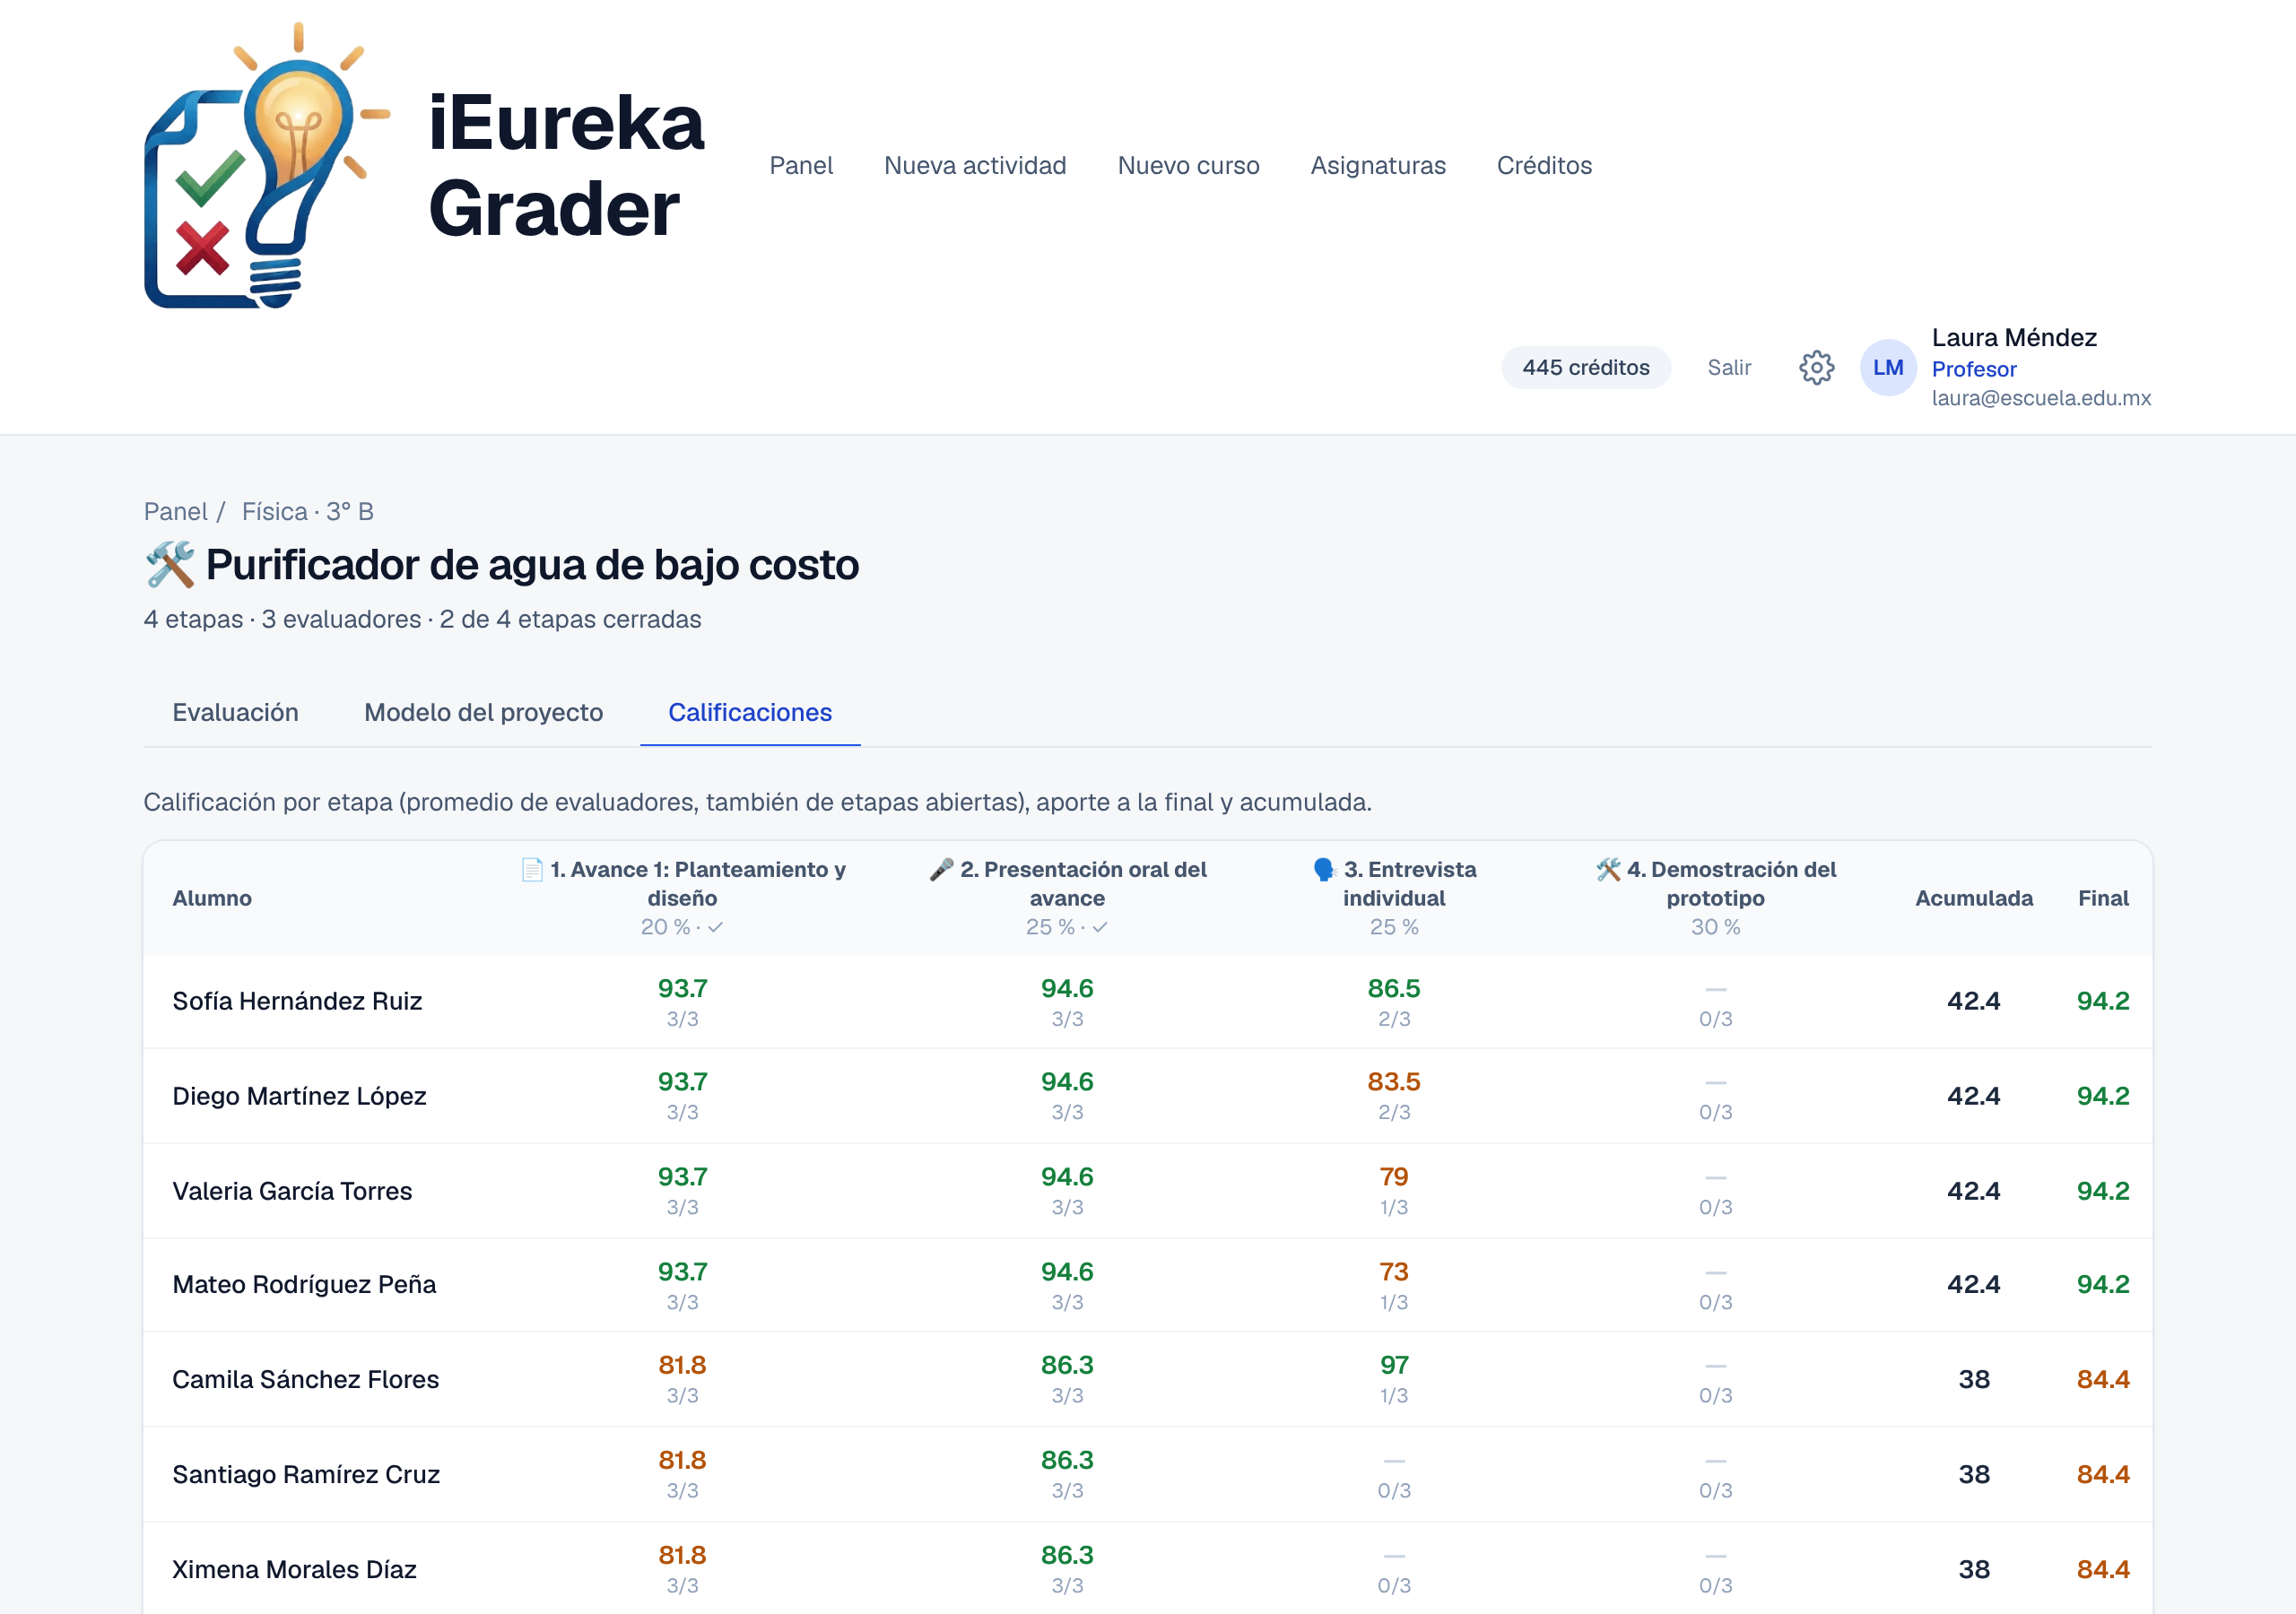 iEureka
Grader
Panel Nueva actividad Nuevo curso Asignaturas Créditos
445 créditos Salir LM Laura Méndez
Profesor
laura@escuela.edu.mx
Panel / Física · 3° B
Purificador de agua de bajo costo
4 etapas · 3 evaluadores · 2 de 4 etapas cerradas
Evaluación Modelo del proyecto Calificaciones
Calificación por etapa (promedio de evaluadores, también de etapas abiertas), aporte a la final y acumulada.
Alumno 1. Avance 1: Planteamiento y diseño 20 % · ✓ 2. Presentación oral del avance 25 % · ✓ 3. Entrevista individual 25 % 4. Demostración del prototipo 30 % Acumulada Final
Sofía Hernández Ruiz 93.7 3/3 94.6 3/3 86.5 2/3 — 0/3 42.4 94.2
Diego Martínez López 93.7 3/3 94.6 3/3 83.5 2/3 — 0/3 42.4 94.2
Valeria García Torres 93.7 3/3 94.6 3/3 79 1/3 — 0/3 42.4 94.2
Mateo Rodríguez Peña 93.7 3/3 94.6 3/3 73 1/3 — 0/3 42.4 94.2
Camila Sánchez Flores 81.8 3/3 86.3 3/3 97 1/3 — 0/3 38 84.4
Santiago Ramírez Cruz 81.8 3/3 86.3 3/3 — 0/3 — 0/3 38 84.4
Ximena Morales Díaz 81.8 3/3 86.3 3/3 — 0/3 — 0/3 38 84.4